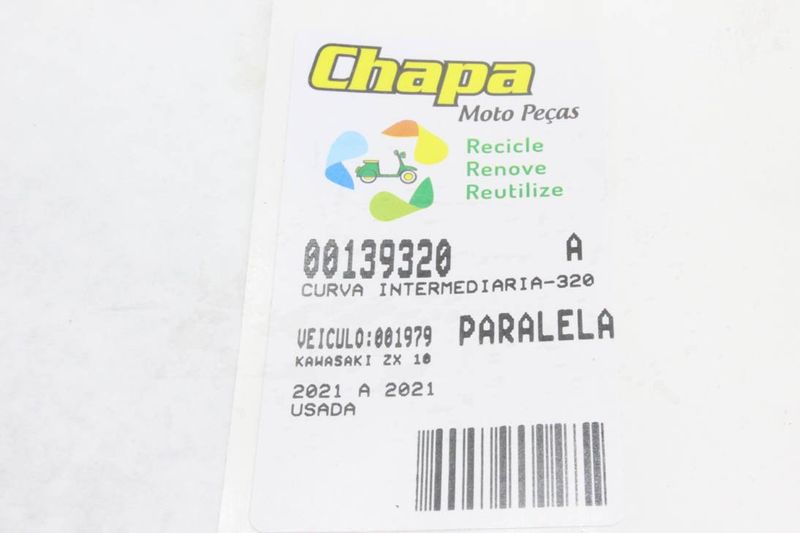 Chapa
Moto Peças
Recicle
Renove
Reutilize
00139320 A
CURVA INTERMEDIARIA-320
VEICULO:001979 PARALELA
KAWASAKI ZX 10
2021 A 2021
USADA